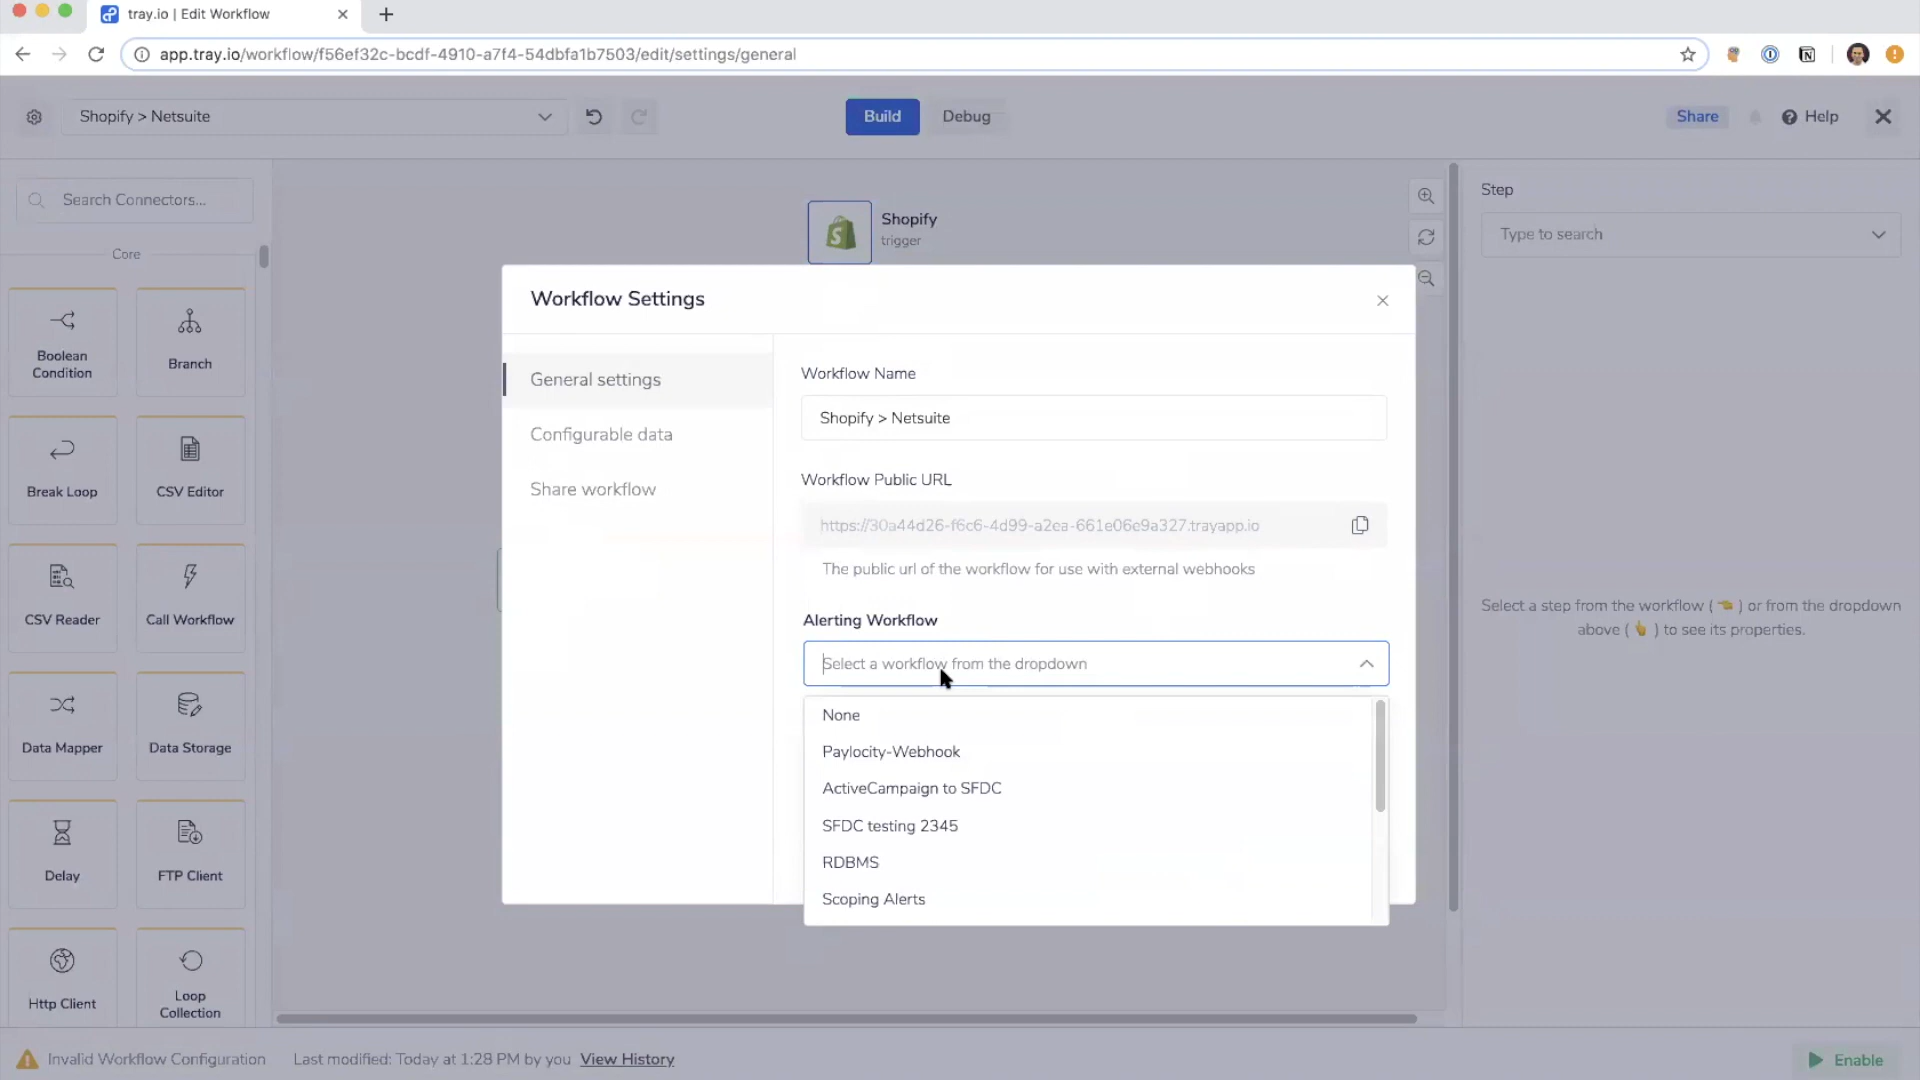 tray.io | Edit Workflow
app.tray.io/workflow/f56ef32c-bcdf-4910-a7f4-54dbfa1b7503/edit/settings/general
Shopify > Netsuite
Build
Debug
Share
Help
Search Connectors...
Core
Boolean
Condition
Branch
Break Loop
CSV Editor
CSV Reader
Call Workflow
Data Mapper
Data Storage
Delay
FTP Client
Http Client
Loop
Collection
Shopify
trigger
Workflow Settings
General settings
Configurable data
Share workflow
Workflow Name
Shopify > Netsuite
Workflow Public URL
https://30a44d26-f6c6-4d99-a2ea-661e06e9a327.trayapp.io
The public url of the workflow for use with external webhooks
Alerting Workflow
Select a workflow from the dropdown
None
Paylocity-Webhook
ActiveCampaign to SFDC
SFDC testing 2345
RDBMS
Scoping Alerts
Step
Type to search
Select a step from the workflow ( 👈 ) or from the dropdown
above ( 👆 ) to see its properties.
Invalid Workflow Configuration
Last modified: Today at 1:28 PM by you View History
Enable